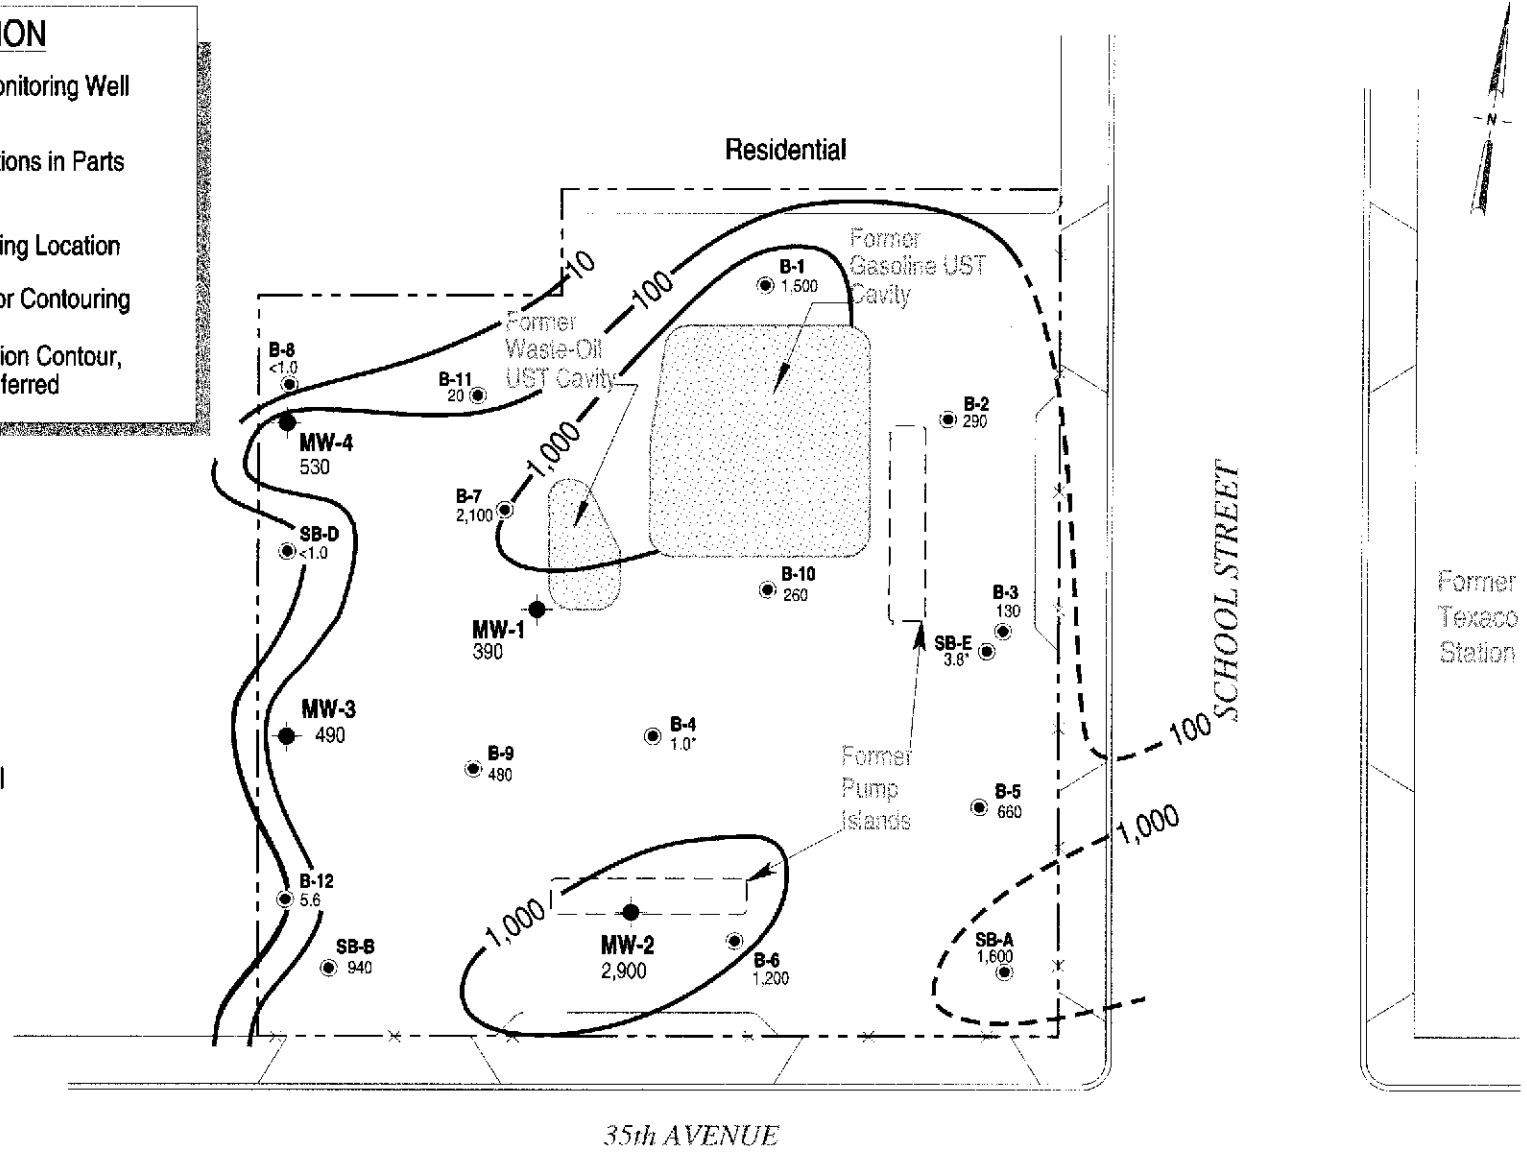 ION
onitoring Well
tions in Parts
ing Location
or Contouring
ion Contour,
ferred
N
Residential
10
100
B-1
1,500
Former
Gasoline UST
Cavity
Former
Waste-Oil
UST Cavity
B-8
<1.0
B-11
20
MW-4
530
1,000
B-2
290
B-7
2,100
SB-D
<1.0
B-10
260
B-3
130
SB-E
3.8*
MW-1
390
SCHOOL STREET
Former
Texaco
Station
MW-3
490
B-4
1.0*
B-9
480
100
Former
Pump
Islands
B-5
660
1,000
B-12
5.6
1,000
MW-2
2,900
B-6
1,200
SB-A
1,600
SB-B
940
35th AVENUE